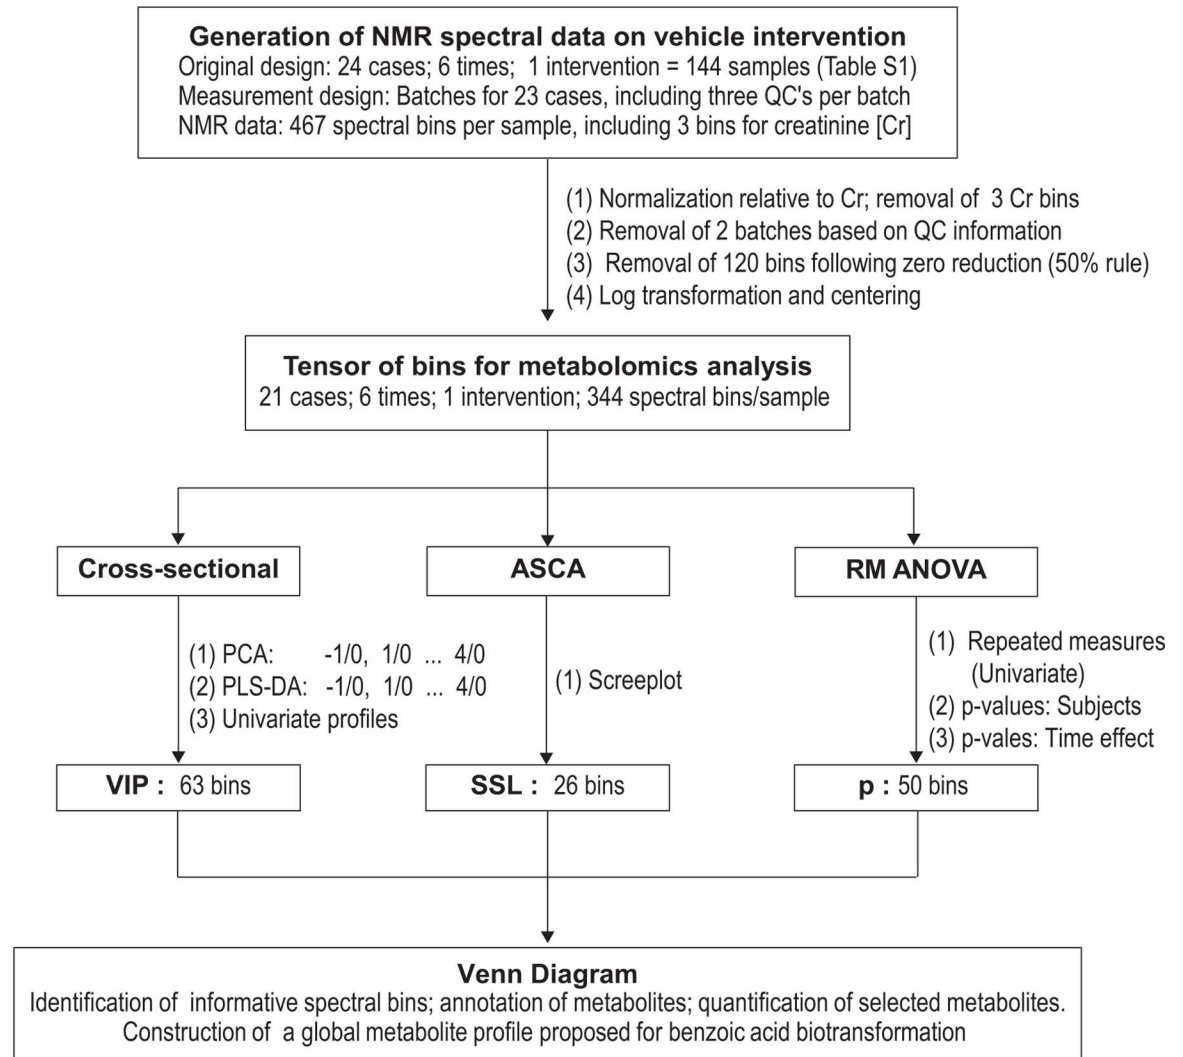 Generation of NMR spectral data on vehicle intervention
Original design: 24 cases; 6 times; 1 intervention = 144 samples (Table S1)
Measurement design: Batches for 23 cases, including three QC's per batch
NMR data: 467 spectral bins per sample, including 3 bins for creatinine [Cr]
(1) Normalization relative to Cr; removal of 3 Cr bins
(2) Removal of 2 batches based on QC information
(3) Removal of 120 bins following zero reduction (50% rule)
(4) Log transformation and centering
Tensor of bins for metabolomics analysis
21 cases; 6 times; 1 intervention; 344 spectral bins/sample
Cross-sectional
ASCA
RM ANOVA
(1) PCA: -1/0, 1/0 ... 4/0
(2) PLS-DA: -1/0, 1/0 ... 4/0
(3) Univariate profiles
(1) Screeplot
(1) Repeated measures
(Univariate)
(2) p-values: Subjects
(3) p-vales: Time effect
VIP : 63 bins
SSL : 26 bins
p : 50 bins
Venn Diagram
Identification of informative spectral bins; annotation of metabolites; quantification of selected metabolites.
Construction of a global metabolite profile proposed for benzoic acid biotransformation